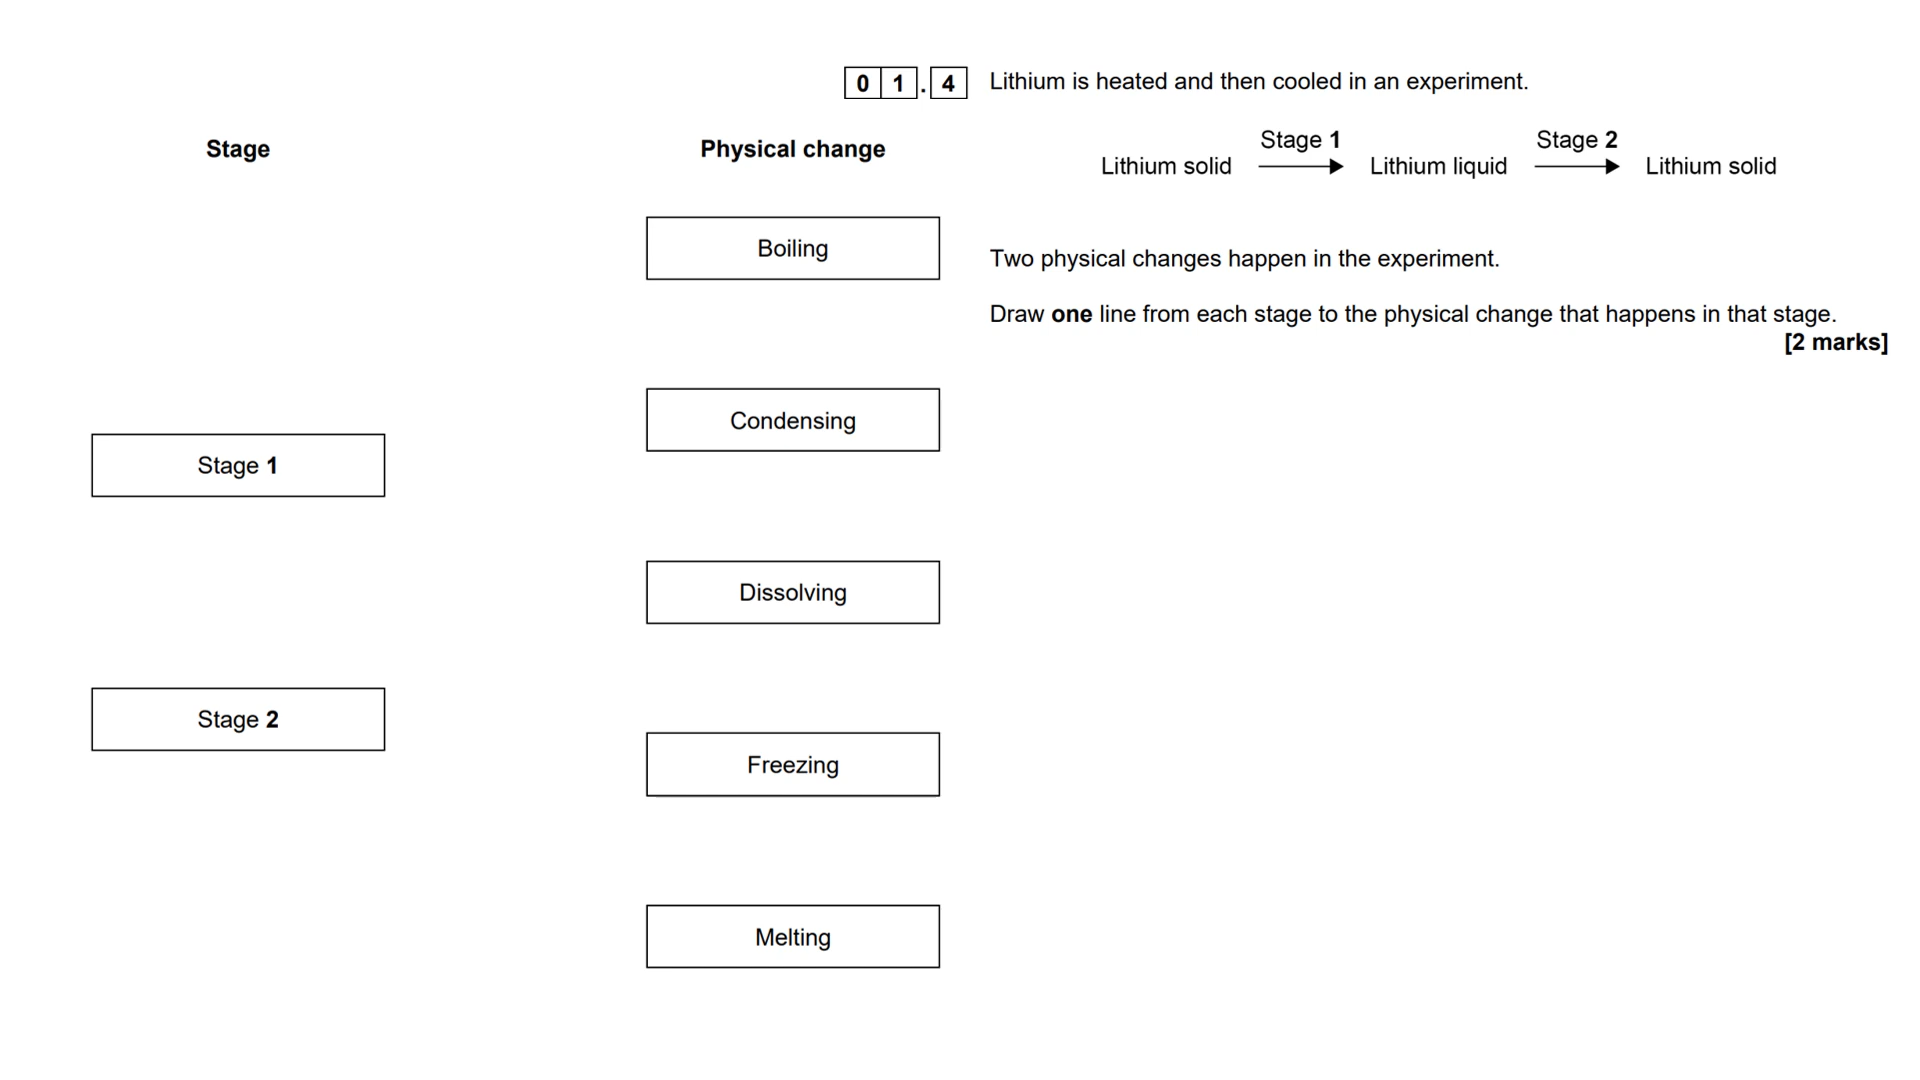 01.4 Lithium is heated and then cooled in an experiment.
Stage 1 Stage 2
Lithium solid Lithium liquid Lithium solid
Two physical changes happen in the experiment.
Draw one line from each stage to the physical change that happens in that stage.
[2 marks]
Stage Physical change
Boiling
Condensing
Stage 1
Dissolving
Stage 2
Freezing
Melting